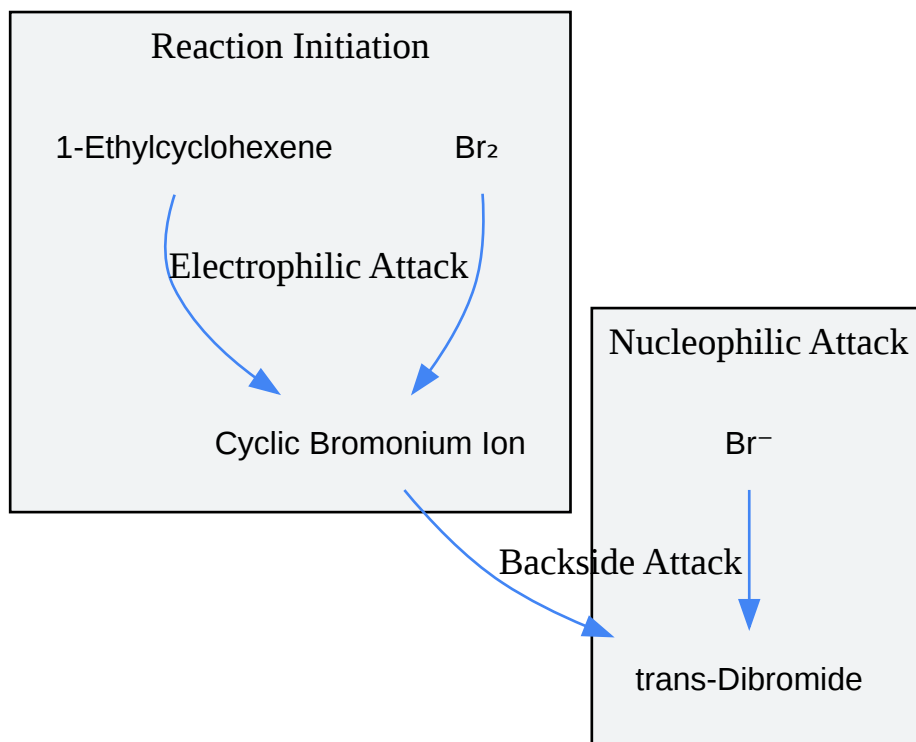 Reaction Initiation
1-Ethylcyclohexene
Br₂
Electrophilic Attack
Cyclic Bromonium Ion
Nucleophilic Attack
Br⁻
Backside Attack
trans-Dibromide